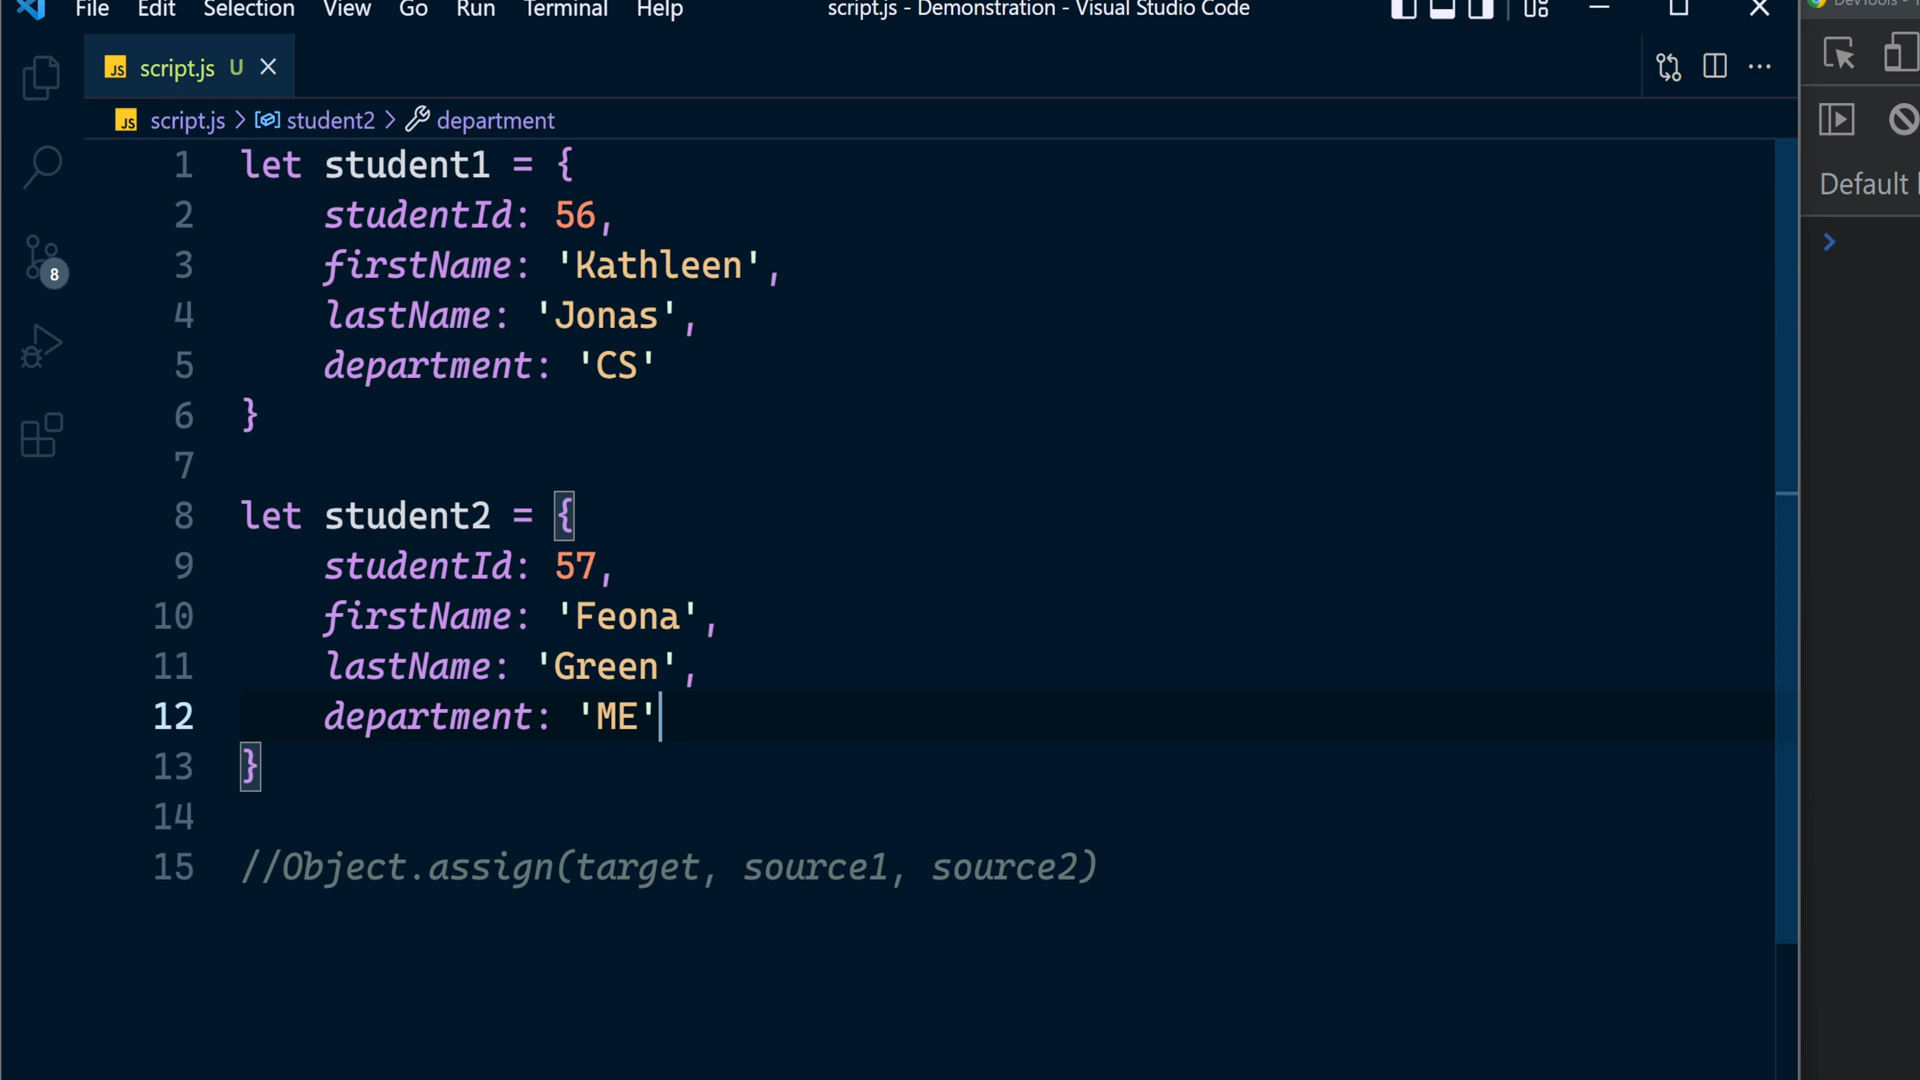 File Edit Selection View Go Run Terminal Help script.js - Demonstration - Visual Studio Code
DevTools -
JS script.js U
JS script.js > student2 > department
8
Default
1 let student1 = {
2 studentId: 56,
3 firstName: 'Kathleen',
4 lastName: 'Jonas',
5 department: 'CS'
6 }
7
8 let student2 = {
9 studentId: 57,
10 firstName: 'Feona',
11 lastName: 'Green',
12 department: 'ME'
13 }
14
15 //Object.assign(target, source1, source2)